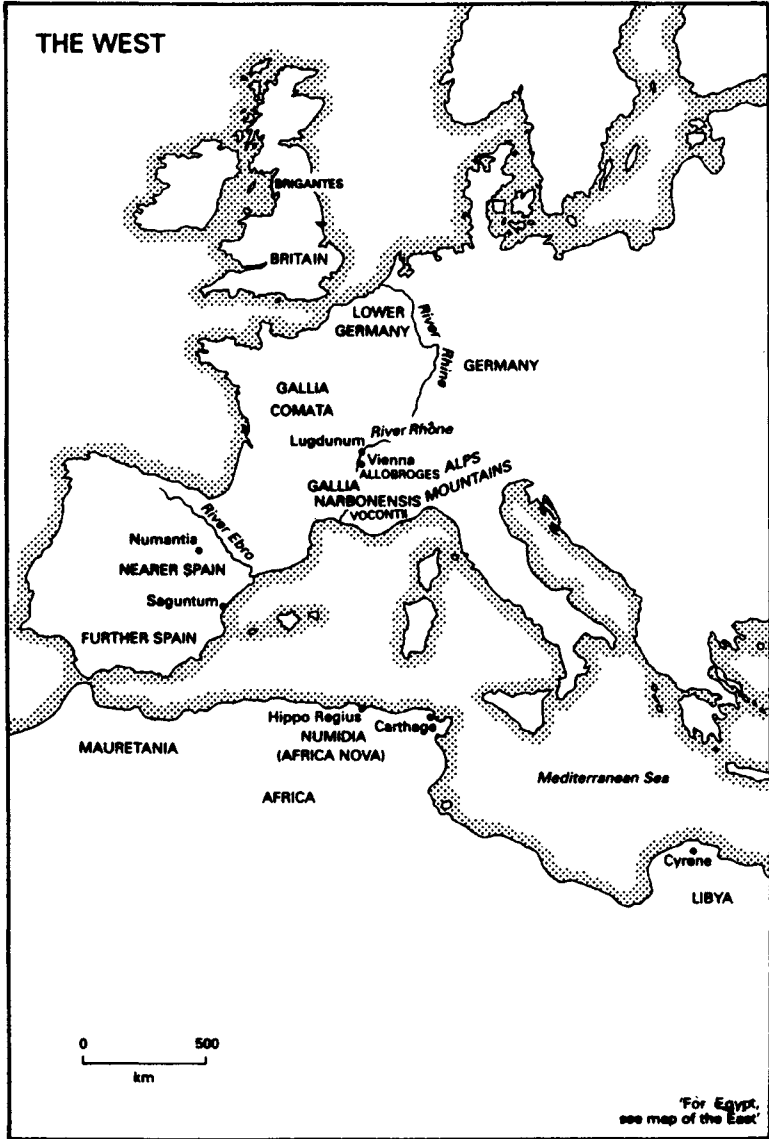 THE WEST
BRIGANTES
BRITAIN
LOWER
GERMANY
River
Rhine
GERMANY
GALLIA
COMATA
River Rhône
Lugdunum
Vienna
ALLOBROGES
ALPS
MOUNTAINS
GALLIA
NARBONENSIS
VOCONTII
River Ebro
Numantia
NEARER SPAIN
Saguntum
FURTHER SPAIN
Hippo Regius
Carthage
NUMIDIA
(AFRICA NOVA)
MAURETANIA
AFRICA
Mediterranean Sea
Cyrene
LIBYA
0 500
km
'For Egypt,
see map of the East'